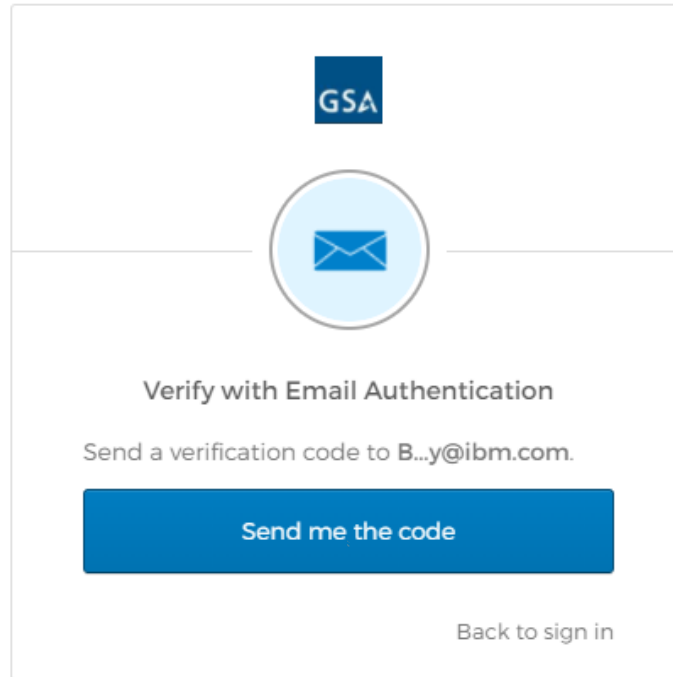 GSA
Verify with Email Authentication
Send a verification code to B...y@ibm.com.
Send me the code
Back to sign in